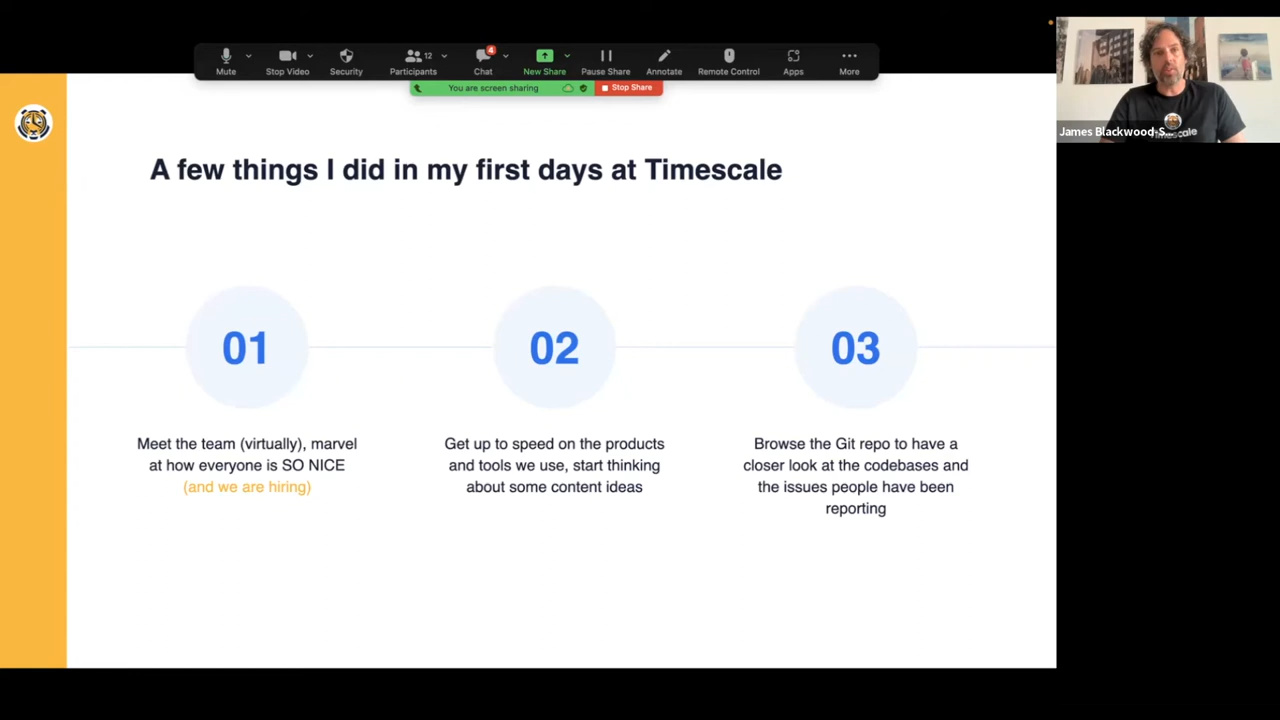 12
4
Mute
Stop Video
Security
Participants
Chat
New Share
Pause Share
Annotate
Remote Control
Apps
More
You are screen sharing
Stop Share
James Blackwood-S...
Timescale
A few things I did in my first days at Timescale
01
02
03
Meet the team (virtually), marvel
at how everyone is SO NICE
(and we are hiring)
Get up to speed on the products
and tools we use, start thinking
about some content ideas
Browse the Git repo to have a
closer look at the codebases and
the issues people have been
reporting